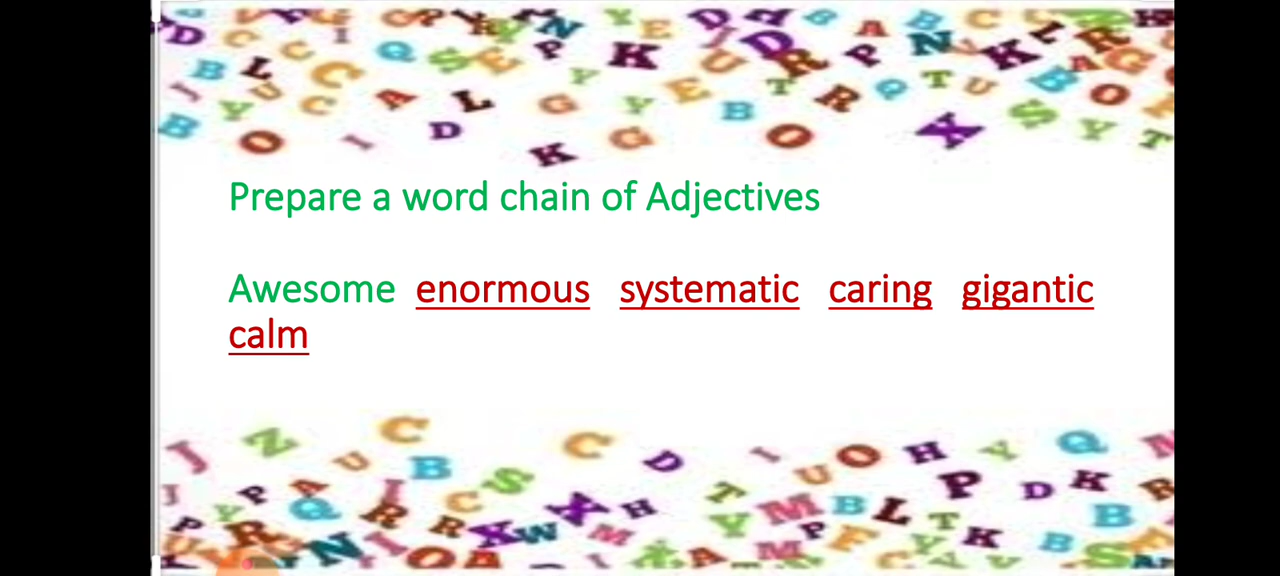 Prepare a word chain of Adjectives
Awesome enormous systematic caring gigantic
calm